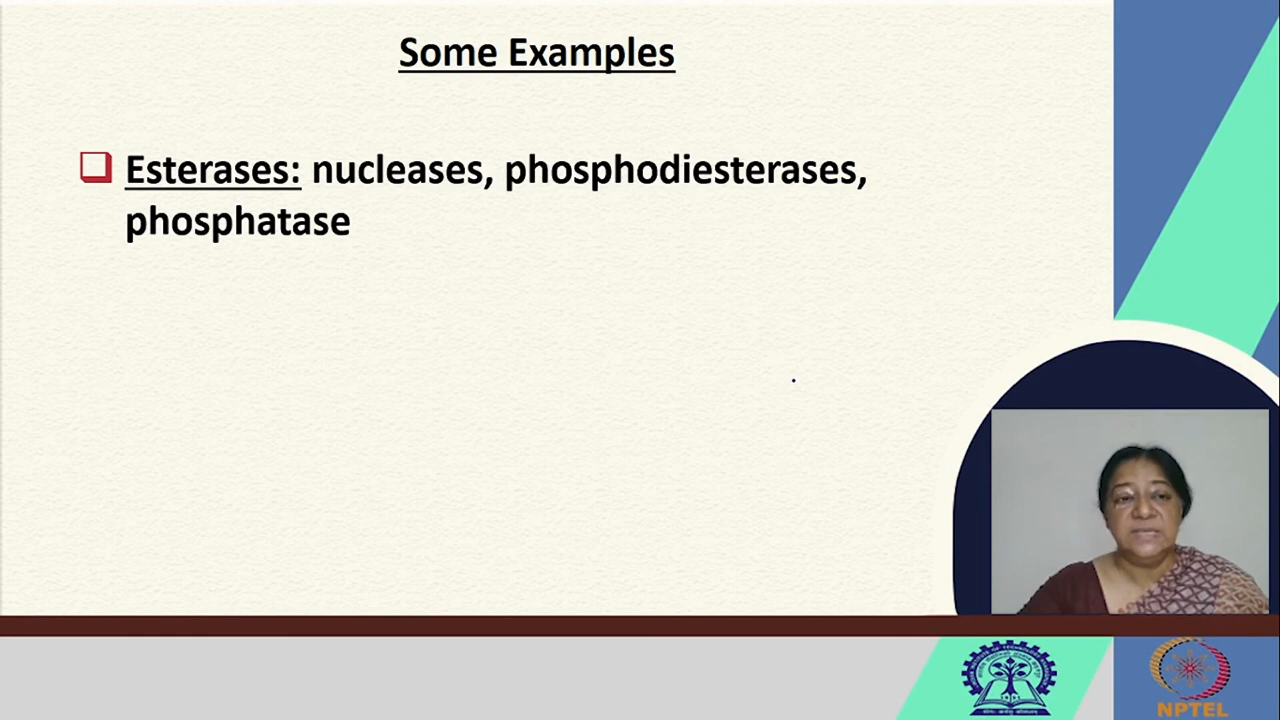 Some Examples
Esterases: nucleases, phosphodiesterases,
phosphatase
NPTEL